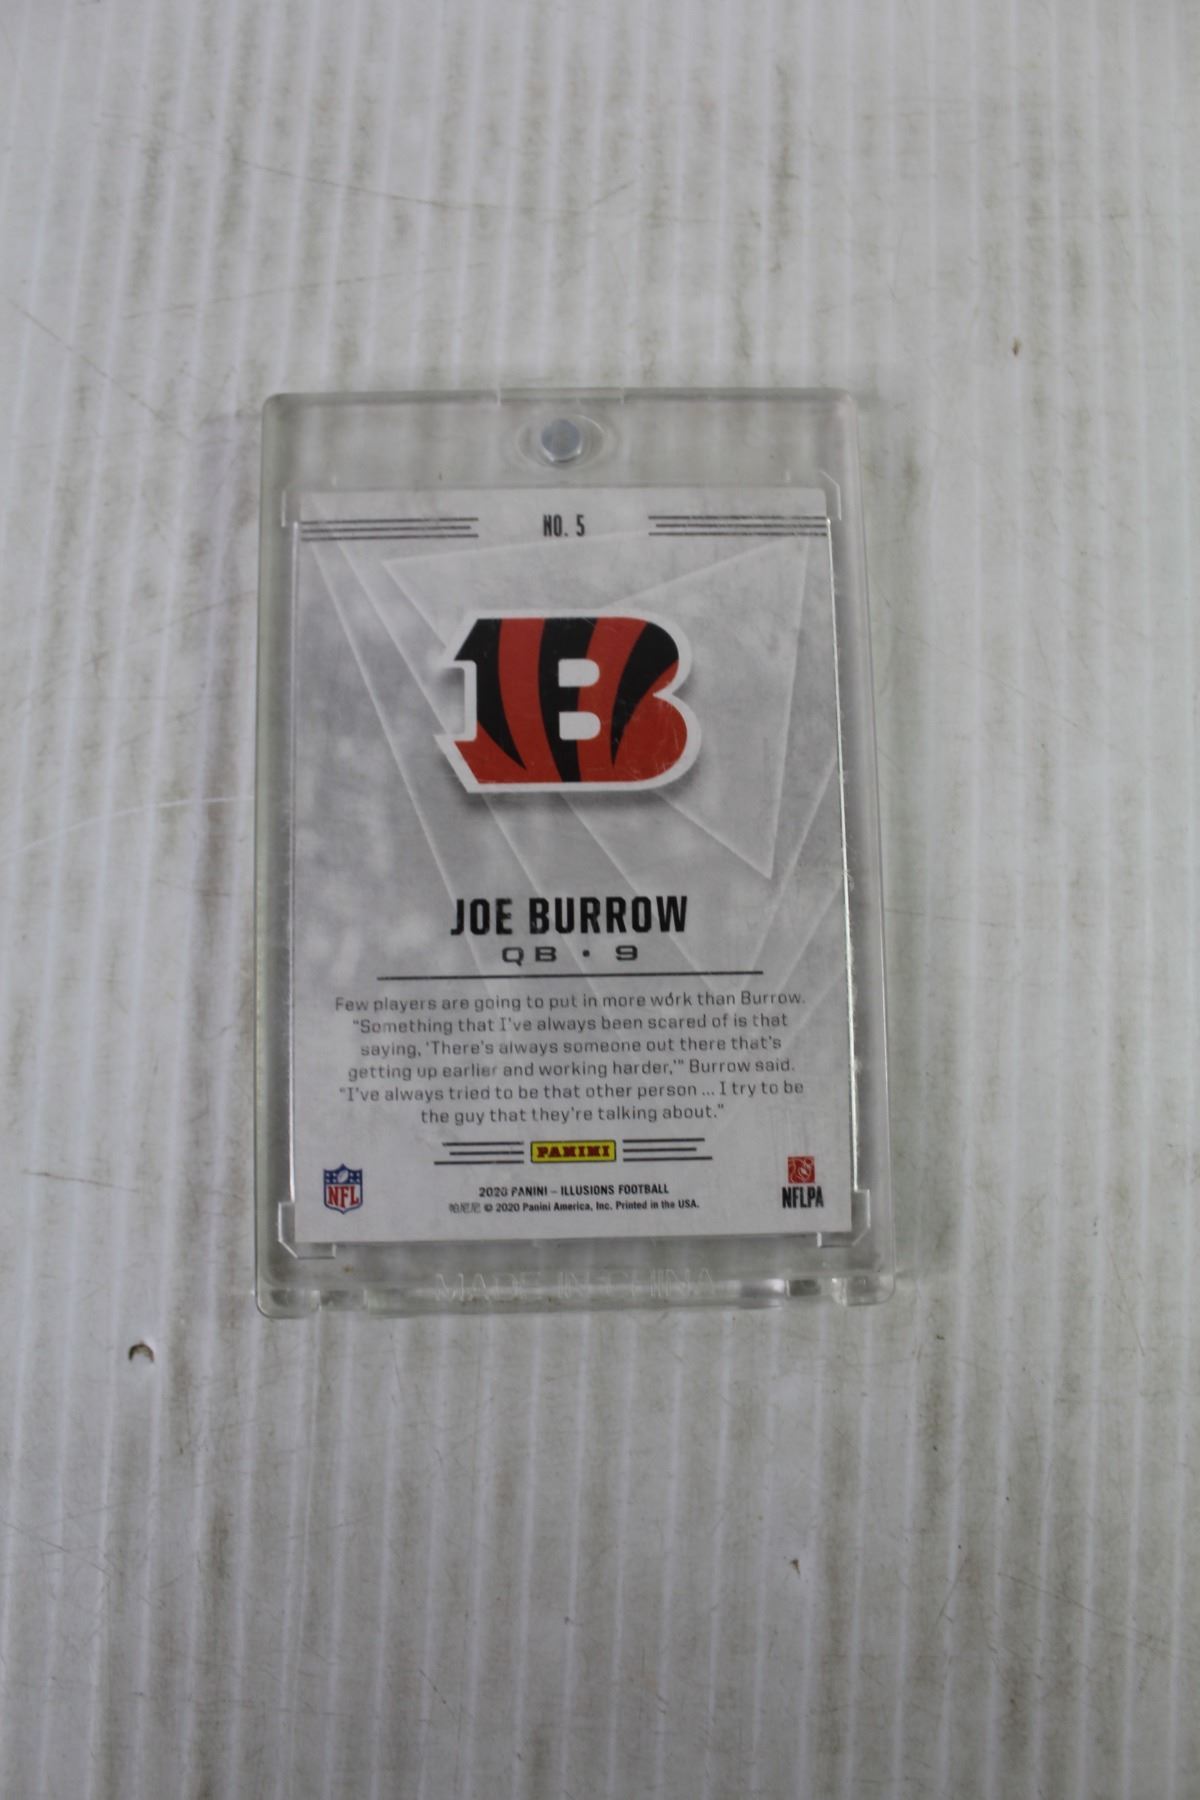 NO. 5
B
JOE BURROW
QB · 9
Few players are going to put in more work than Burrow.
“Something that I've always been scared of is that
saying, ‘There's always someone out there that's
getting up earlier and working harder,’” Burrow said.
“I've always tried to be that other person ... I try to be
the guy that they're talking about.”
PANINI
NFL
2020 PANINI – ILLUSIONS FOOTBALL
帕尼尼 © 2020 Panini America, Inc. Printed in the USA.
NFLPA
MADE IN CHINA